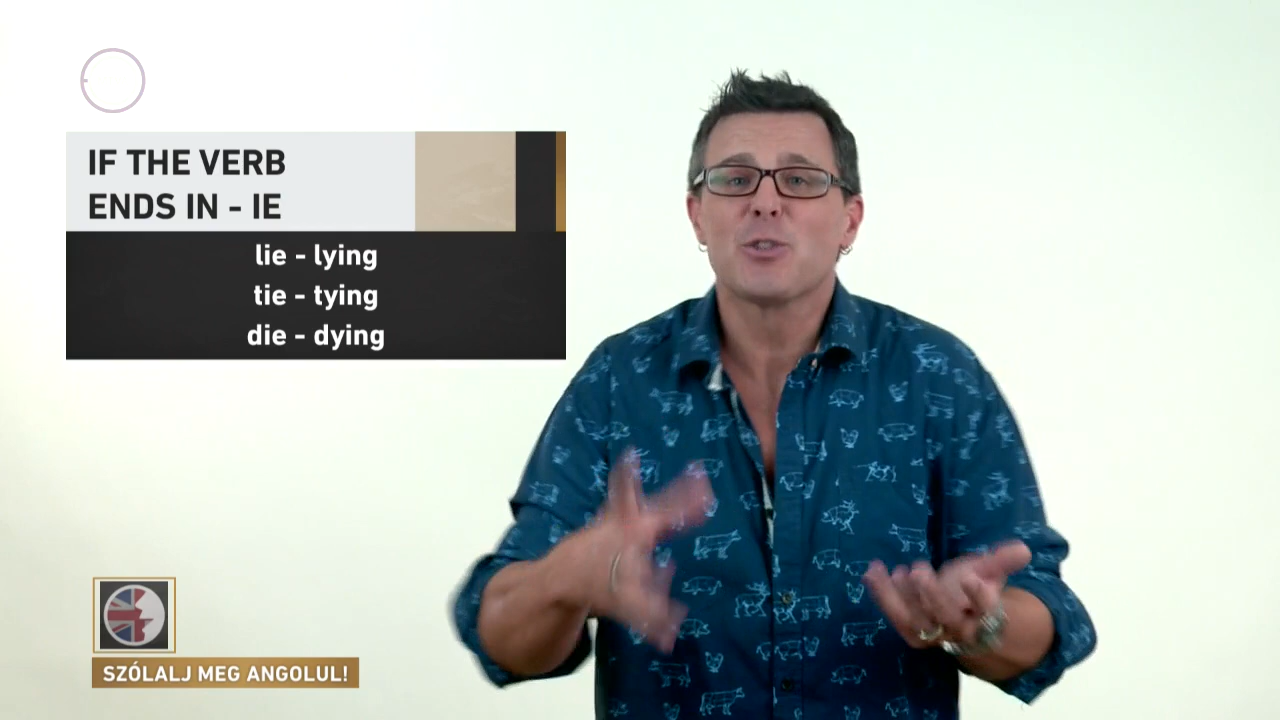 IF THE VERB
ENDS IN - IE
lie - lying
tie - tying
die - dying
SZÓLALJ MEG ANGOLUL!